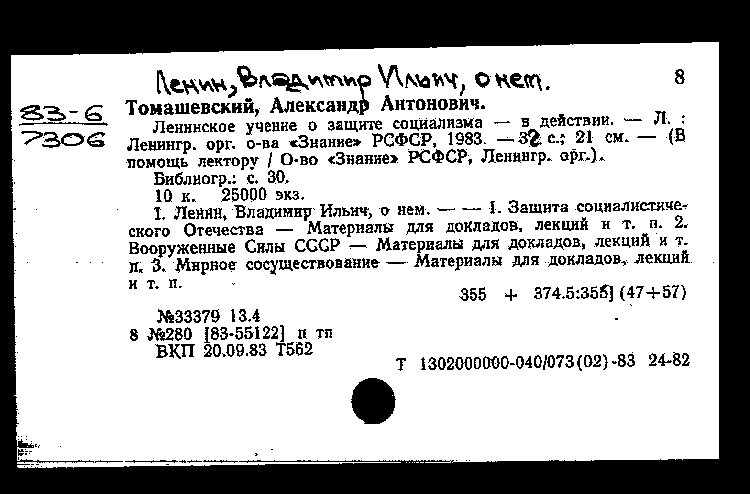 Ленин, Владимир Ильич, о нем.
8
83-6
7306
Томашевский, Александр Антонович.
Ленинское учение о защите социализма — в действии. — Л. :
Ленингр. орг. о-ва «Знание» РСФСР, 1983. — 32 с.; 21 см. — (В
помощь лектору / О-во «Знание» РСФСР, Ленингр. орг.).
Библиогр.: с. 30.
10 к. 25000 экз.
I. Ленин, Владимир Ильич, о нем. — — 1. Защита социалистиче-
ского Отечества — Материалы для докладов, лекций и т. п. 2.
Вооруженные Силы СССР — Материалы для докладов, лекций и т.
п. 3. Мирное сосуществование — Материалы для докладов, лекций
и т. п.
355 + 374.5:355] (47+57)
№33379 13.4
8 №280 [83-55122] п тп
ВКП 20.09.83 Т562
Т 1302000000-040/073(02)-83 24-82